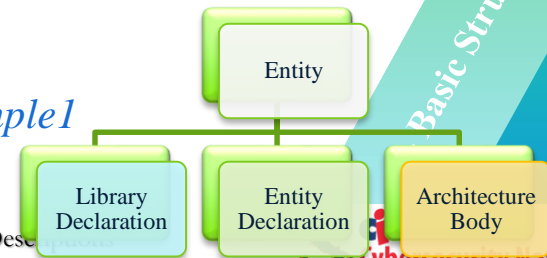 Entity
Basic Stru
ple1
Library
Declaration
Entity
Declaration
Architecture
Body